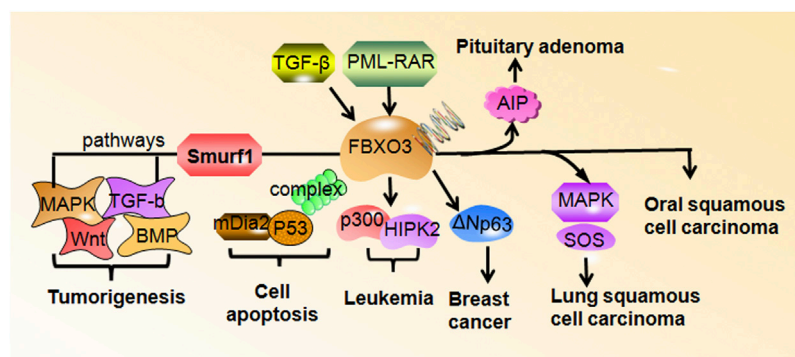 Pituitary adenoma
TGF-β
PML-RAR
AIP
pathways
Smurf1
FBXO3
MAPK
TGF-b
Wnt
BMP
complex
mDia2
P53
p300
HIPK2
ΔNp63
MAPK
SOS
Oral squamous
cell carcinoma
Tumorigenesis
Cell
apoptosis
Leukemia
Breast
cancer
Lung squamous
cell carcinoma